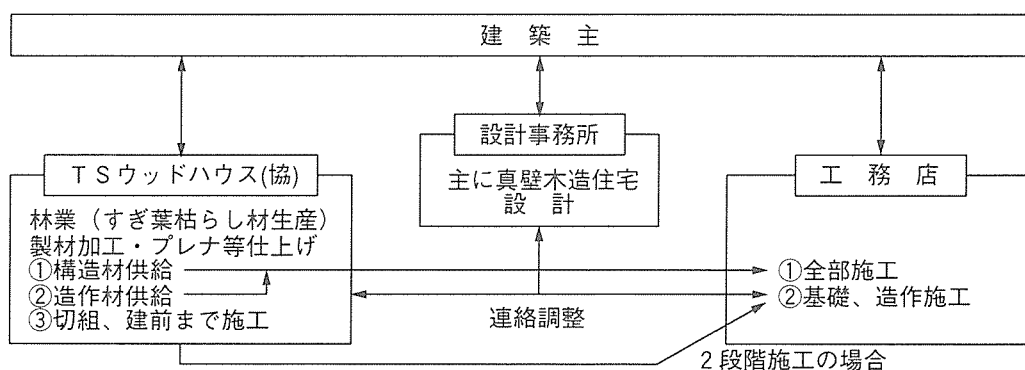 建築主
設計事務所
主に真壁木造住宅
設計
TSウッドハウス(協)
林業（すぎ葉枯らし材生産）
製材加工・プレナ等仕上げ
①構造材供給
②造作材供給
③切組、建前まで施工
工務店
①全部施工
②基礎、造作施工
連絡調整
2段階施工の場合